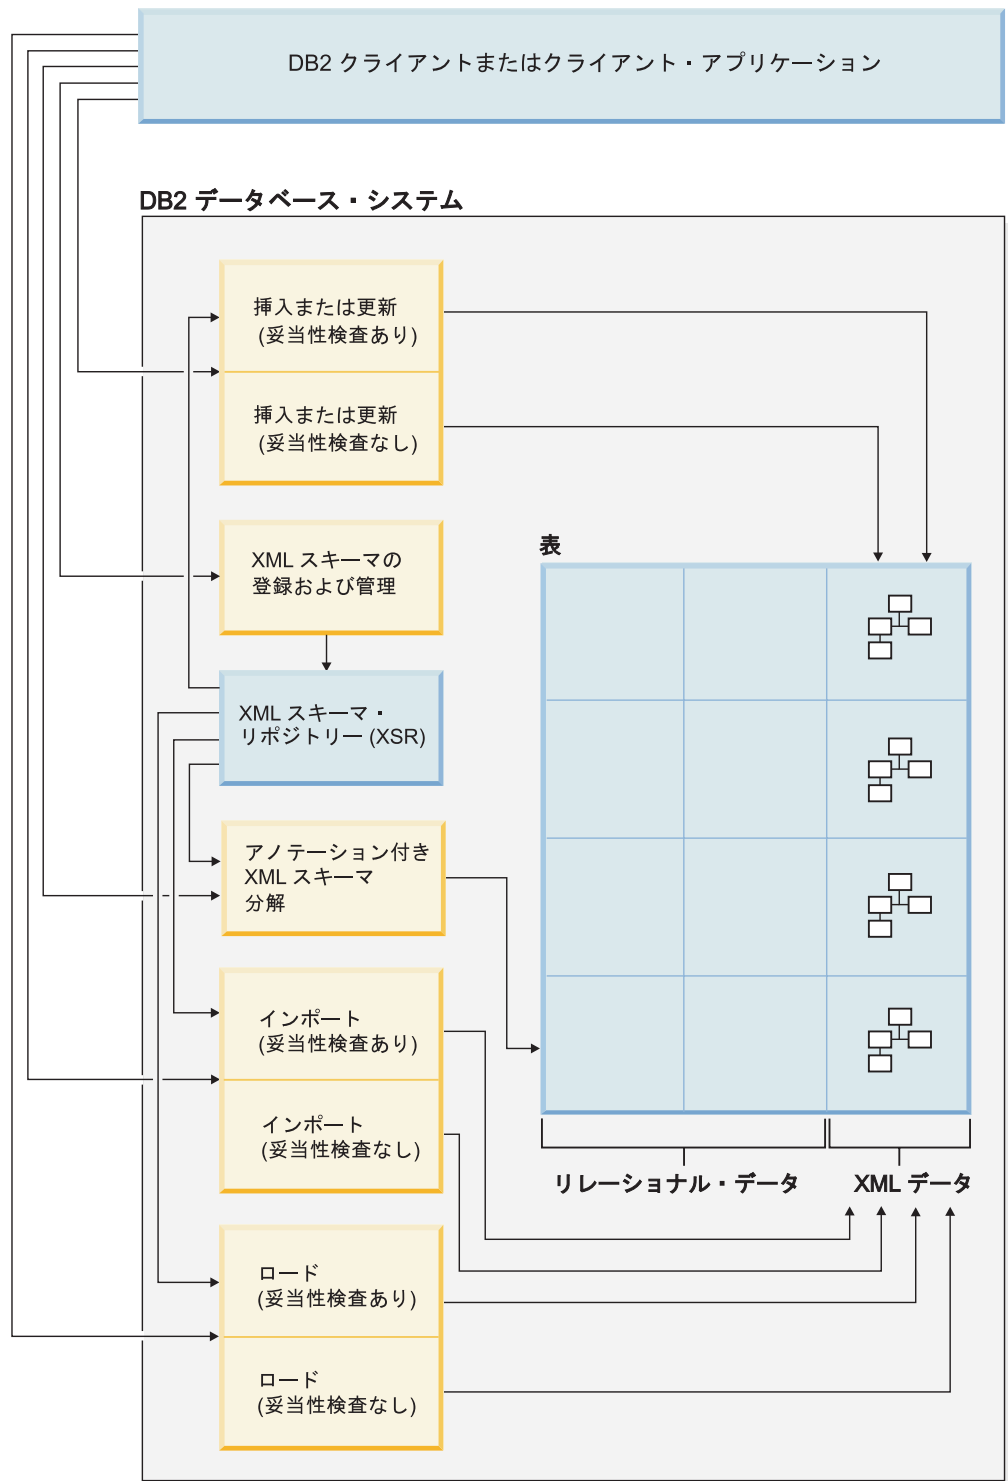 DB2 クライアントまたはクライアント・アプリケーション
DB2 データベース・システム
挿入または更新
(妥当性検査あり)
挿入または更新
(妥当性検査なし)
XML スキーマの
登録および管理
XML スキーマ・
リポジトリー (XSR)
アノテーション付き
XML スキーマ
分解
インポート
(妥当性検査あり)
インポート
(妥当性検査なし)
ロード
(妥当性検査あり)
ロード
(妥当性検査なし)
表
リレーショナル・データ
XML データ